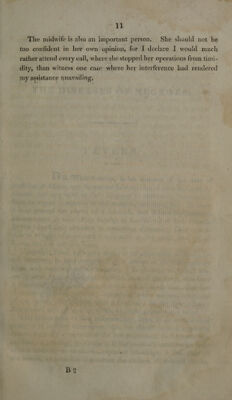 11
The midwife is also an important person. She should not be
too confident in her own opinion, for I declare I would much
rather attend every call, where she stopped her operations from timi-
dity, than witness one case where her interference had rendered
my assistance unavailing.
B 2